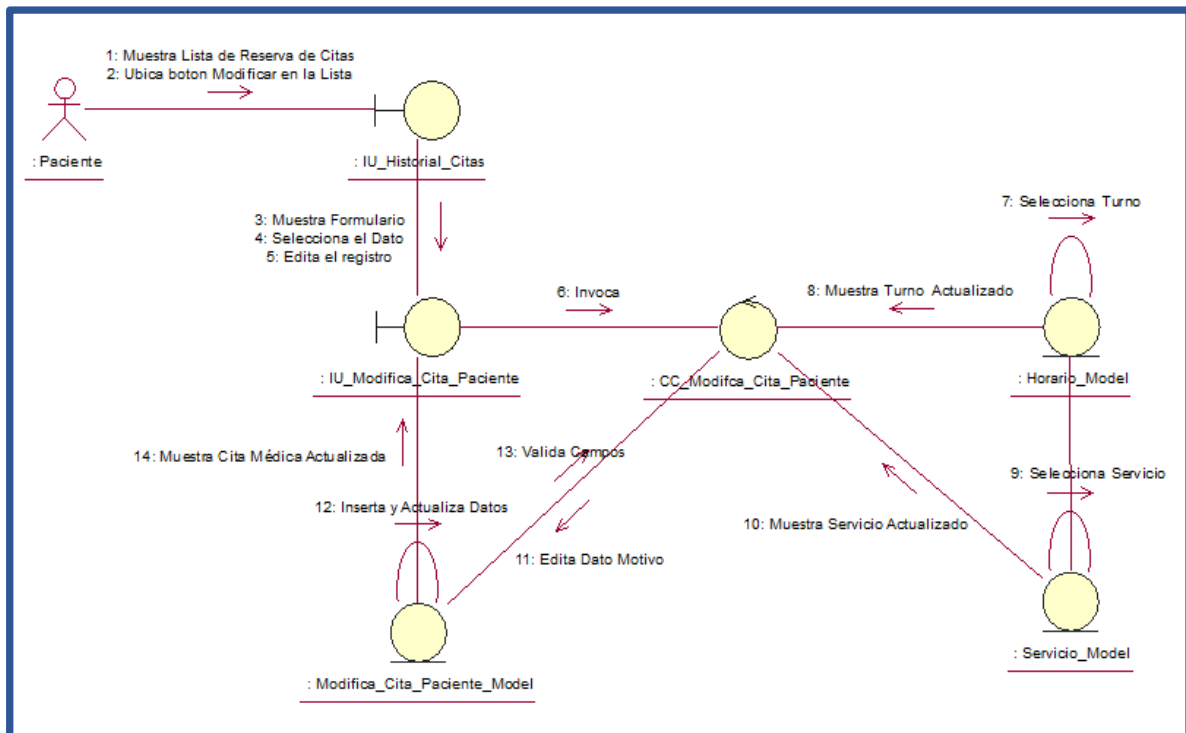 1: Muestra Lista de Reserva de Citas
2: Ubica boton Modificar en la Lista
: Paciente
: IU_Historial_Citas
3: Muestra Formulario
4: Selecciona el Dato
5: Edita el registro
7: Selecciona Turno
6: Invoca
8: Muestra Turno Actualizado
: IU_Modifica_Cita_Paciente
: CC_Modifca_Cita_Paciente
: Horario_Model
14: Muestra Cita Médica Actualizada
13: Valida Campos
9: Selecciona Servicio
12: Inserta y Actualiza Datos
10: Muestra Servicio Actualizado
11: Edita Dato Motivo
: Servicio_Model
: Modifica_Cita_Paciente_Model